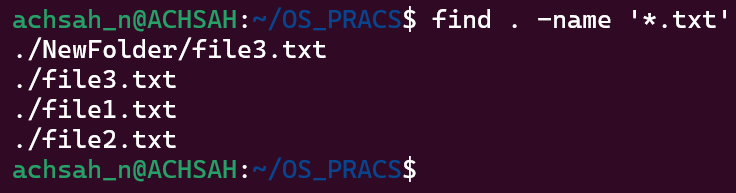 achsah_n@ACHSAH:~/OS_PRACS$ find . -name '*.txt'
./NewFolder/file3.txt
./file3.txt
./file1.txt
./file2.txt
achsah_n@ACHSAH:~/OS_PRACS$